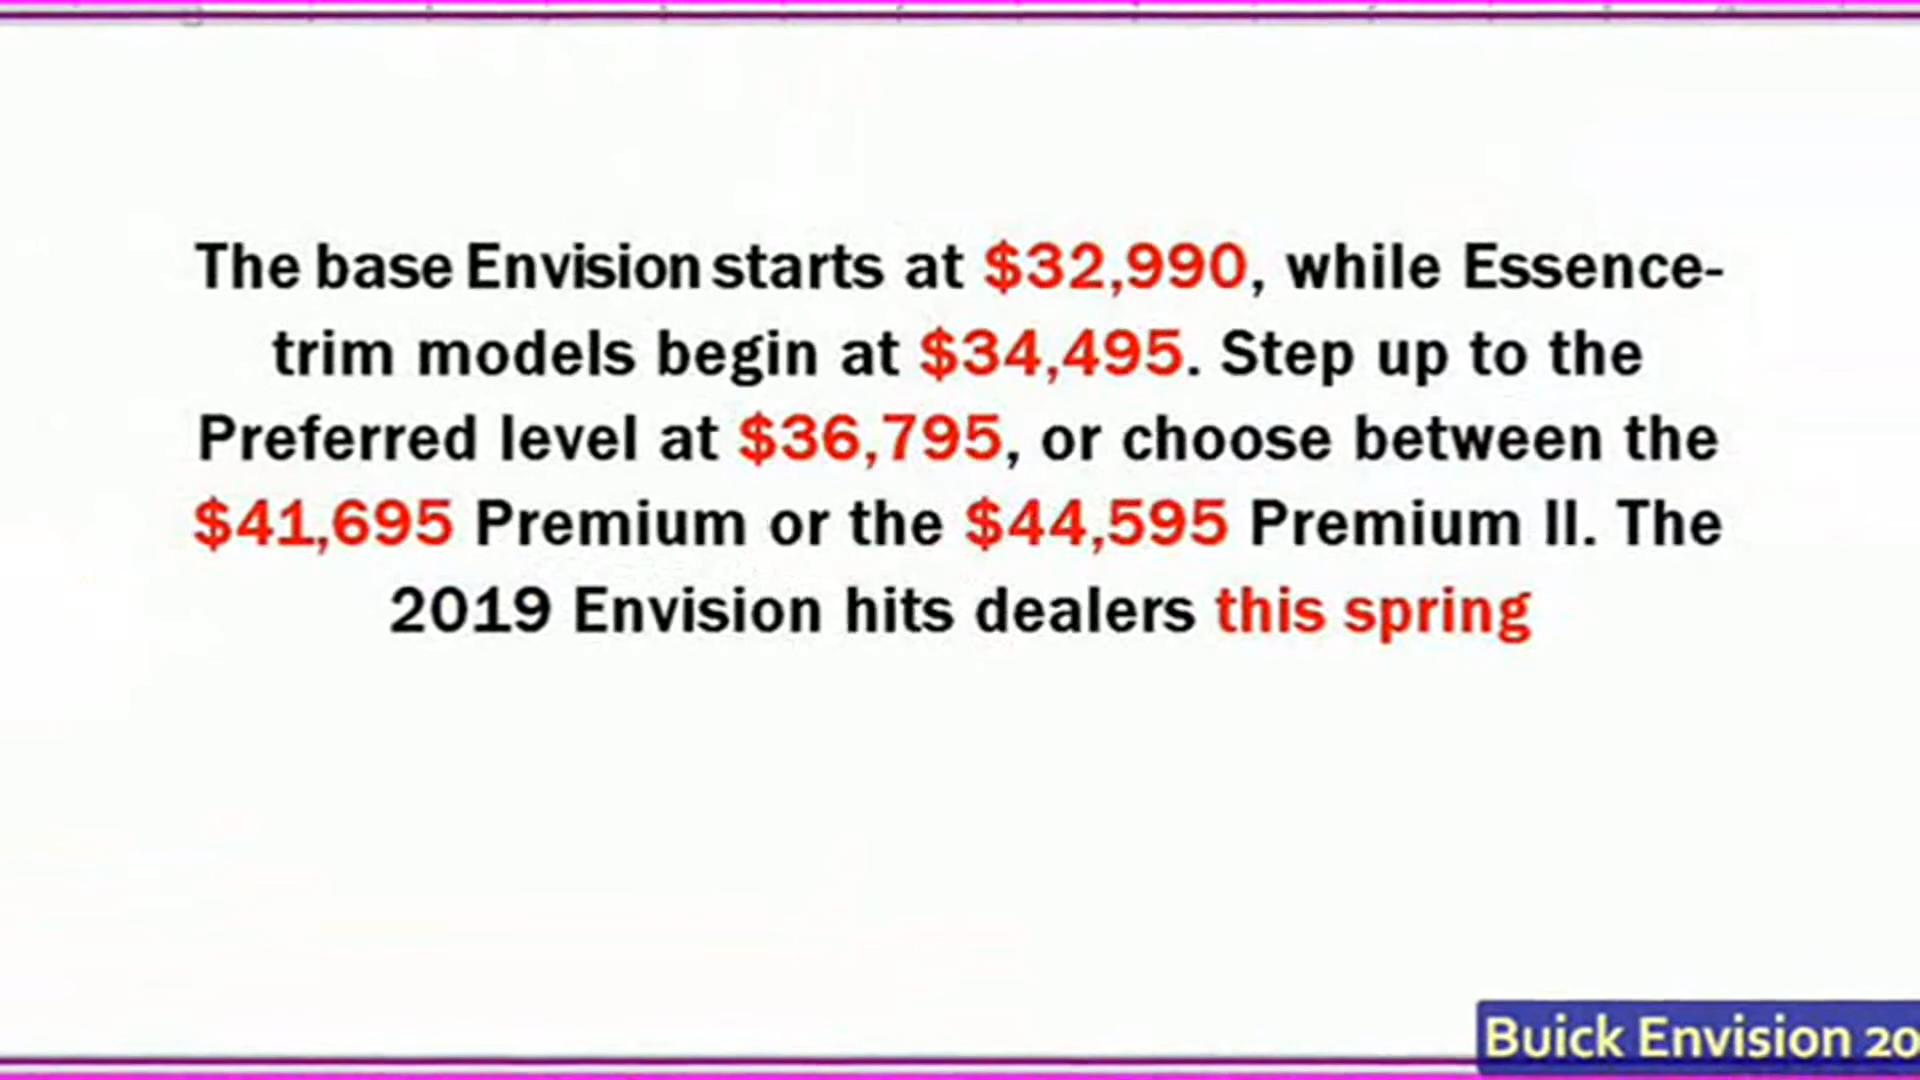 The base Envision starts at $32,990, while Essence-
trim models begin at $34,495. Step up to the
Preferred level at $36,795, or choose between the
$41,695 Premium or the $44,595 Premium II. The
2019 Envision hits dealers this spring
Buick Envision 20